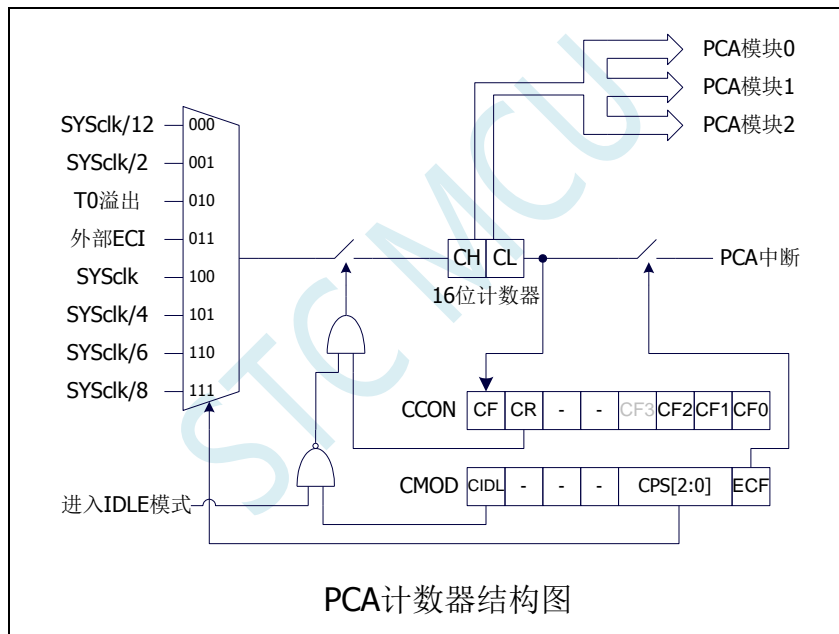 PCA模块0
PCA模块1
PCA模块2
SYSclk/12 000
SYSclk/2 001
T0溢出 010
外部ECI 011
SYSclk 100
SYSclk/4 101
SYSclk/6 110
SYSclk/8 111
CH CL
16位计数器
PCA中断
CCON CF CR - - CF3 CF2 CF1 CF0
CMOD CIDL - - - CPS[2:0] ECF
进入IDLE模式
STC MCU
PCA计数器结构图